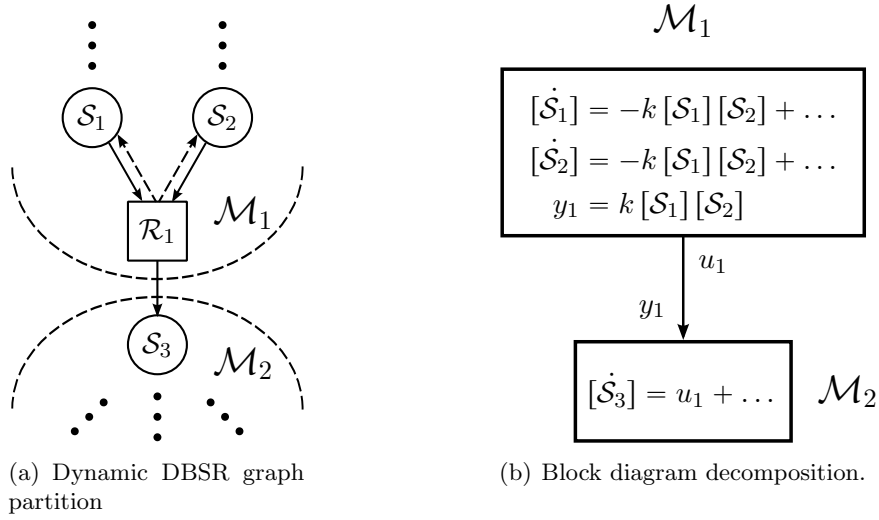 𝓢₁
𝓢₂
𝓡₁
𝓜₁
𝓢₃
𝓜₂
(a) Dynamic DBSR graph
partition
𝓜₁
[𝓢̇₁] = −k [𝓢₁] [𝓢₂] + …
[𝓢̇₂] = −k [𝓢₁] [𝓢₂] + …
y₁ = k [𝓢₁] [𝓢₂]
u₁
y₁
[𝓢̇₃] = u₁ + …
𝓜₂
(b) Block diagram decomposition.